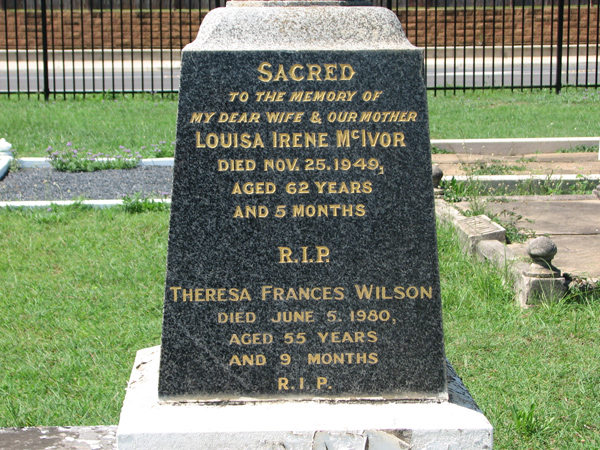 SACRED
TO THE MEMORY OF
MY DEAR WIFE & OUR MOTHER
LOUISA IRENE McIVOR
DIED NOV. 25. 1949,
AGED 62 YEARS
AND 5 MONTHS
R.I.P.
THERESA FRANCES WILSON
DIED JUNE 5. 1980,
AGED 55 YEARS
AND 9 MONTHS
R.I.P.